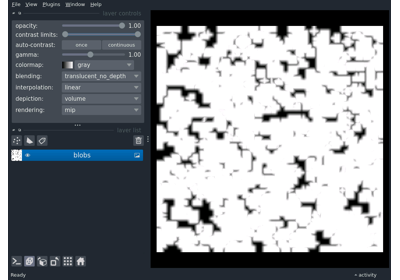 File View Plugins Window Help
layer controls
opacity: 1.00
contrast limits:
auto-contrast: once continuous
gamma: 1.00
colormap: gray
blending: translucent_no_depth
interpolation: linear
depiction: volume
rendering: mip
layer list
blobs
Ready
activity